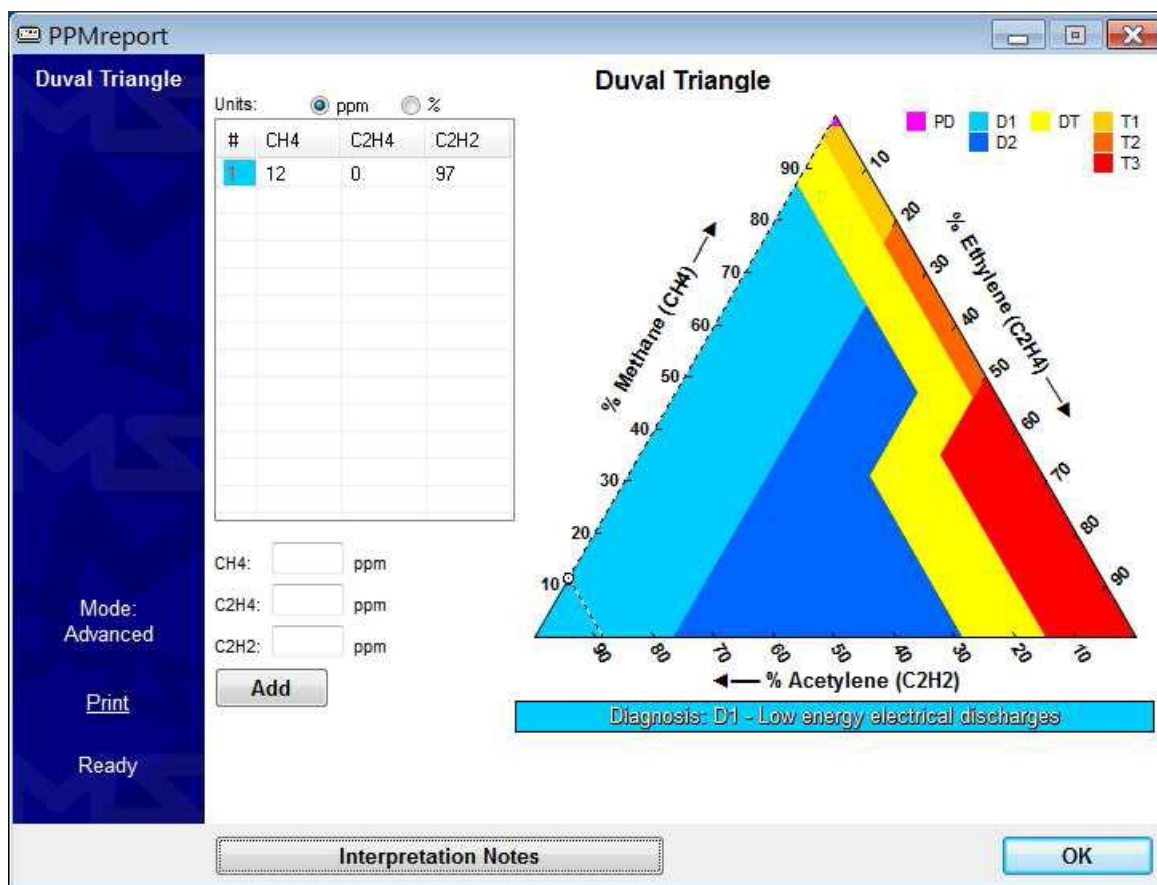 PPMreport
Duval Triangle
Mode:
Advanced
Print
Ready
Units: ppm %
# CH4 C2H4 C2H2
1 12 0 97
CH4: ppm
C2H4: ppm
C2H2: ppm
Add
Duval Triangle
PD D1 DT T1
D2 T2
T3
% Methane (CH4)
90
80
70
60
50
40
30
20
10
% Ethylene (C2H4)
10
20
30
40
50
60
70
80
90
90 80 70 60 50 40 30 20 10
% Acetylene (C2H2)
Diagnosis: D1 - Low energy electrical discharges
Interpretation Notes
OK